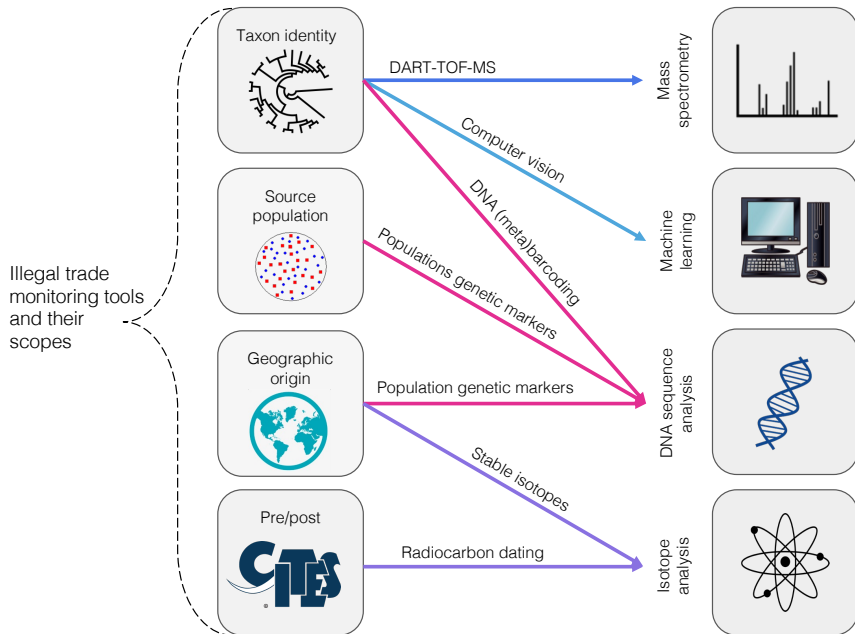 Taxon identity
DART-TOF-MS
Mass
spectrometry
Computer vision
DNA (meta)barcoding
Source
population
Populations genetic markers
Machine
learning
Illegal trade
monitoring tools
and their
scopes
Geographic
origin
Population genetic markers
DNA sequence
analysis
Stable isotopes
Pre/post
CITES
®
Radiocarbon dating
Isotope
analysis